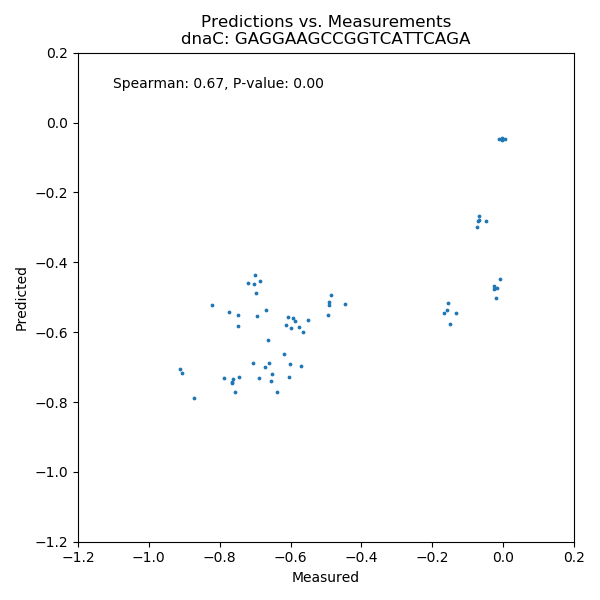 Predictions vs. Measurements
dnaC: GAGGAAGCCGGTCATTCAGA
Spearman: 0.67, P-value: 0.00
0.2
0.0
−0.2
−0.4
−0.6
−0.8
−1.0
−1.2
Predicted
−1.2 −1.0 −0.8 −0.6 −0.4 −0.2 0.0 0.2
Measured